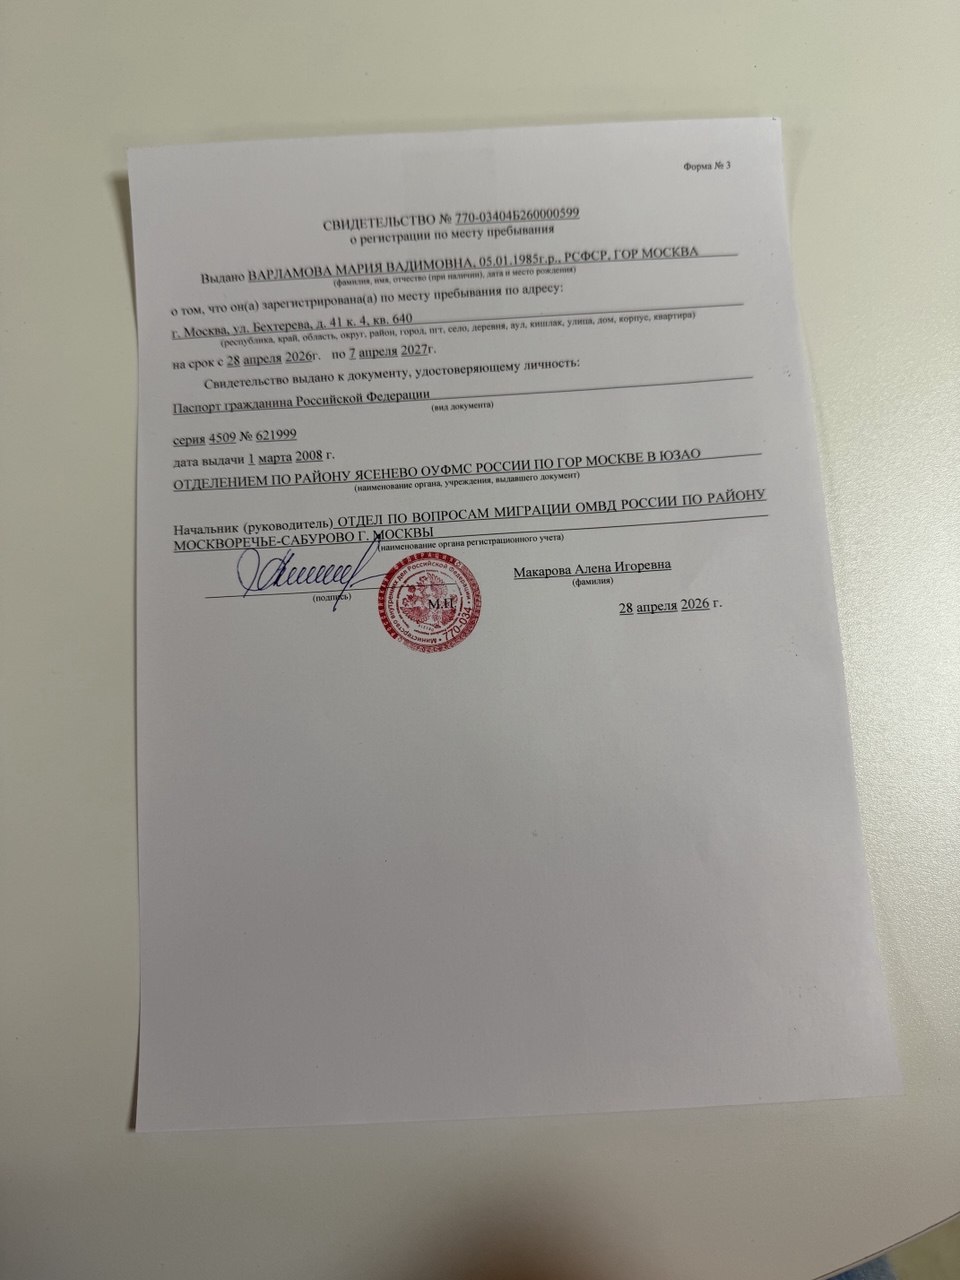 Форма № 3
СВИДЕТЕЛЬСТВО № 770-03404Б260000599
о регистрации по месту пребывания
Выдано ВАРЛАМОВА МАРИЯ ВАДИМОВНА, 05.01.1985г.р., РСФСР, ГОР МОСКВА
(фамилия, имя, отчество (при наличии), дата и место рождения)
о том, что он(а) зарегистрирована(а) по месту пребывания по адресу:
г. Москва, ул. Бехтерева, д. 41 к. 4, кв. 640
(республика, край, область, округ, район, город, пгт, село, деревня, аул, кишлак, улица, дом, корпус, квартира)
на срок с 28 апреля 2026г. по 7 апреля 2027г.
Свидетельство выдано к документу, удостоверяющему личность:
Паспорт гражданина Российской Федерации
(вид документа)
серия 4509 № 621999
дата выдачи 1 марта 2008 г.
ОТДЕЛЕНИЕМ ПО РАЙОНУ ЯСЕНЕВО ОУФМС РОССИИ ПО ГОР МОСКВЕ В ЮЗАО
(наименование органа, учреждения, выдавшего документ)
Начальник (руководитель) ОТДЕЛ ПО ВОПРОСАМ МИГРАЦИИ ОМВД РОССИИ ПО РАЙОНУ
МОСКВОРЕЧЬЕ-САБУРОВО Г. МОСКВЫ
(наименование органа регистрационного учета)
Макарова Алена Игоревна
(подпись)
(фамилия)
М.П.
Министерство внутренних дел Российской Федерации
770-034
28 апреля 2026 г.